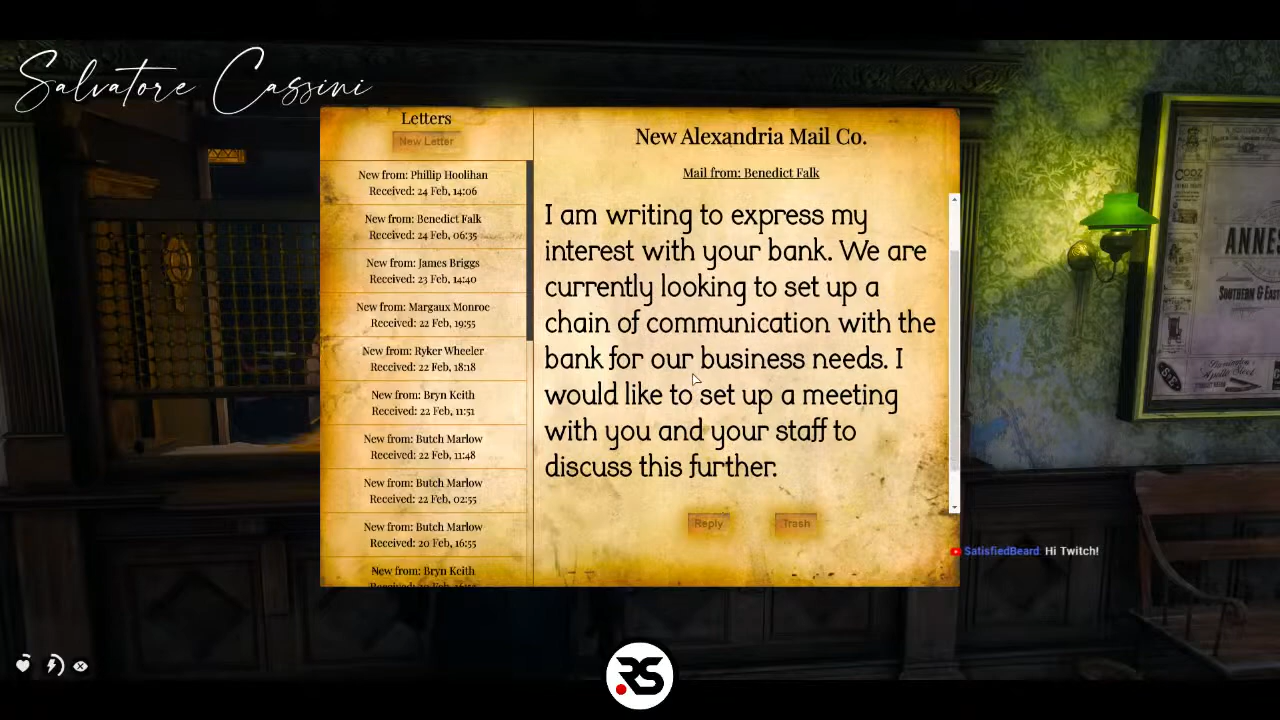 Salvatore Cassini
Letters
New Letter
New from: Phillip Hoolihan
Received: 24 Feb, 14:06
New from: Benedict Falk
Received: 24 Feb, 06:35
New from: James Briggs
Received: 23 Feb, 14:40
New from: Margaux Monroe
Received: 22 Feb, 19:55
New from: Ryker Wheeler
Received: 22 Feb, 18:18
New from: Bryn Keith
Received: 22 Feb, 11:51
New from: Butch Marlow
Received: 22 Feb, 11:48
New from: Butch Marlow
Received: 22 Feb, 02:55
New from: Butch Marlow
Received: 20 Feb, 16:55
New from: Bryn Keith
New Alexandria Mail Co.
Mail from: Benedict Falk
I am writing to express my
interest with your bank. We are
currently looking to set up a
chain of communication with the
bank for our business needs. I
would like to set up a meeting
with you and your staff to
discuss this further.
Reply
Trash
ANNES
SOUTHERN & EAST
SatisfiedBeard Hi Twitch!
RS